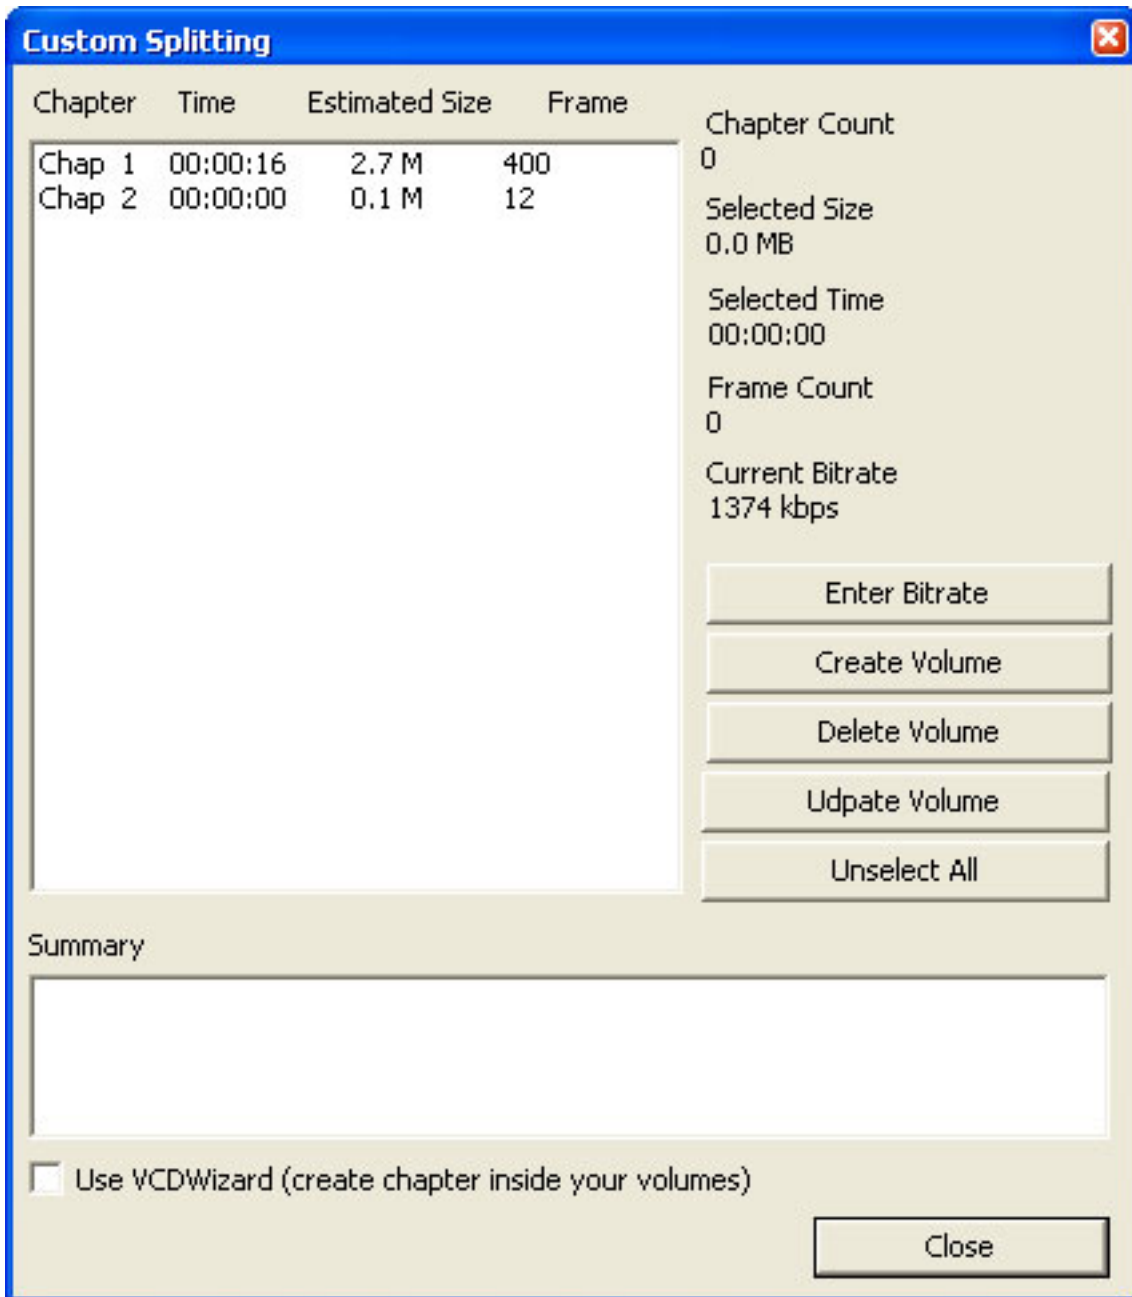 Custom Splitting
Chapter Time Estimated Size Frame
Chap 1 00:00:16 2.7 M 400
Chap 2 00:00:00 0.1 M 12
Chapter Count
0
Selected Size
0.0 MB
Selected Time
00:00:00
Frame Count
0
Current Bitrate
1374 kbps
Enter Bitrate
Create Volume
Delete Volume
Udpate Volume
Unselect All
Summary
Use VCDWizard (create chapter inside your volumes)
Close